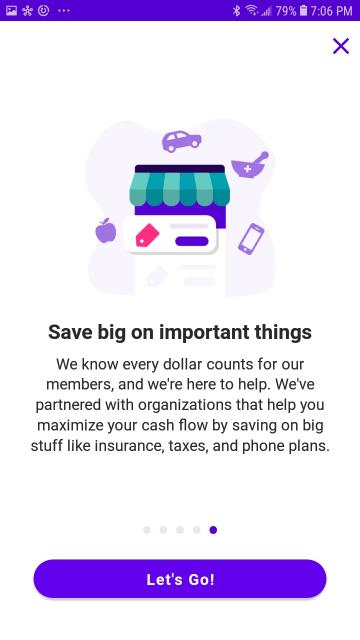 79% 7:06 PM
Save big on important things
We know every dollar counts for our
members, and we're here to help. We've
partnered with organizations that help you
maximize your cash flow by saving on big
stuff like insurance, taxes, and phone plans.
Let's Go!